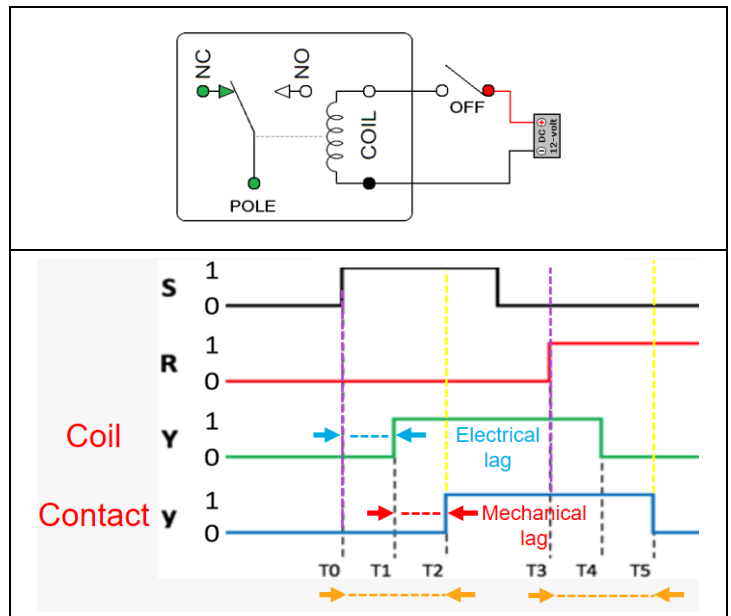 NC
NO
COIL
POLE
OFF
DC
12-volt
S 1
0
R 1
0
Coil Y 1
0
Electrical
lag
Contact y 1
0
Mechanical
lag
T0 T1 T2 T3 T4 T5